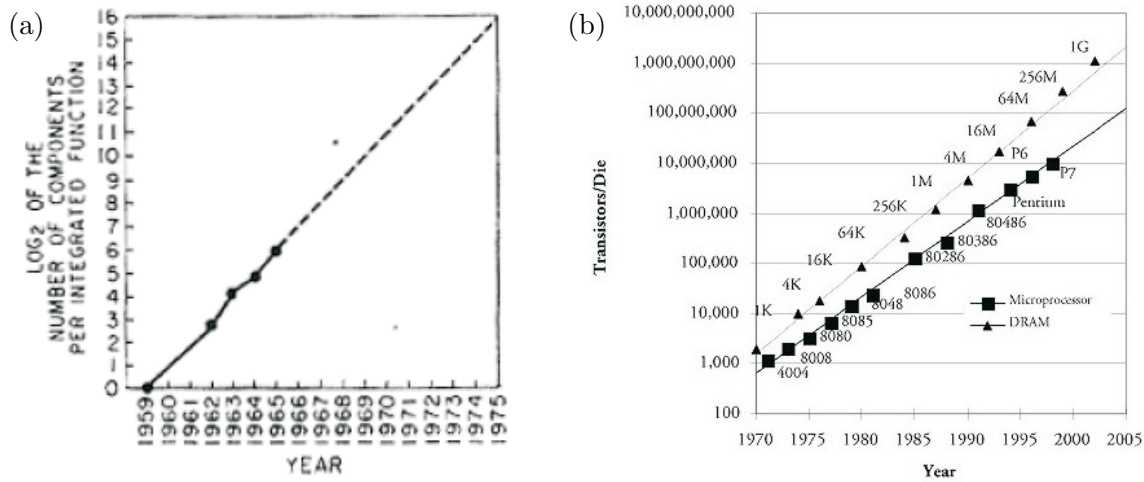 (a)
LOG₂ OF THE
NUMBER OF COMPONENTS
PER INTEGRATED FUNCTION
16
15
14
13
12
11
10
9
8
7
6
5
4
3
2
1
0
1959
1960
1961
1962
1963
1964
1965
1966
1967
1968
1969
1970
1971
1972
1973
1974
1975
YEAR
(b)
Transistors/Die
10,000,000,000
1,000,000,000
100,000,000
10,000,000
1,000,000
100,000
10,000
1,000
100
1K
4K
16K
64K
256K
1M
4M
16M
64M
256M
1G
4004
8008
8080
8085
8048
8086
80286
80386
80486
Pentium
P6
P7
Microprocessor
DRAM
1970 1975 1980 1985 1990 1995 2000 2005
Year